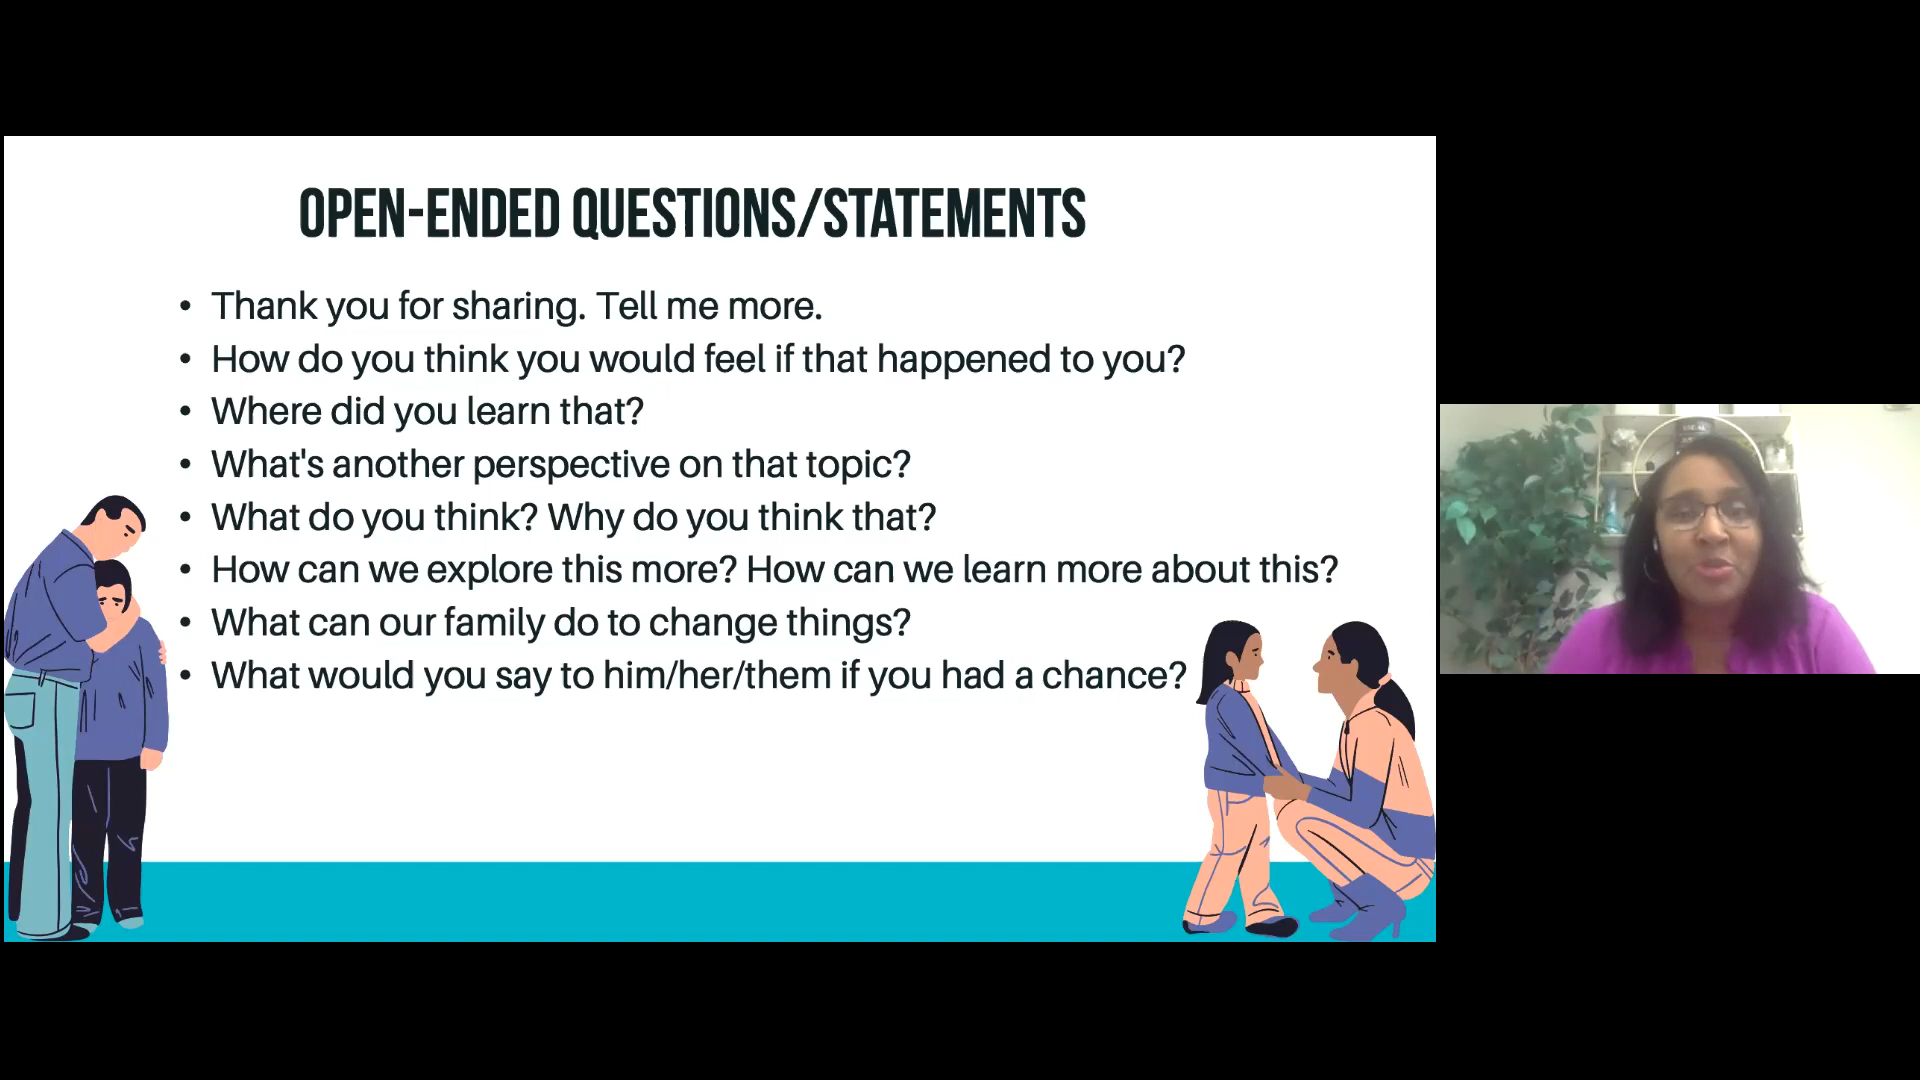 OPEN-ENDED QUESTIONS/STATEMENTS
• Thank you for sharing. Tell me more.
• How do you think you would feel if that happened to you?
• Where did you learn that?
• What's another perspective on that topic?
• What do you think? Why do you think that?
• How can we explore this more? How can we learn more about this?
• What can our family do to change things?
• What would you say to him/her/them if you had a chance?